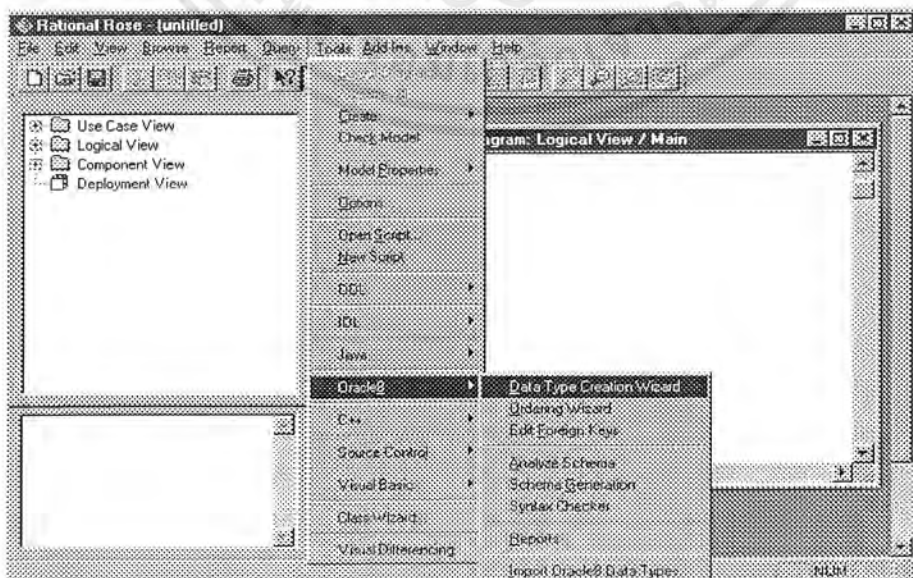 Rational Rose - (untitled)
File Edit View Browse Report Query Tools Add-Ins Window Help
Use Case View
Logical View
Component View
Deployment View
Create
Check Model
Model Properties
Options...
Open Script...
New Script
DDL
IDL
Java
Oracle8
C++
Source Control
Visual Basic
Class Wizard...
Visual Differencing
gram: Logical View / Main
Data Type Creation Wizard
Ordering Wizard
Edit Foreign Keys
Analyze Schema
Schema Generation
Syntax Checker
Reports
Import Oracle8 Data Types
NUM